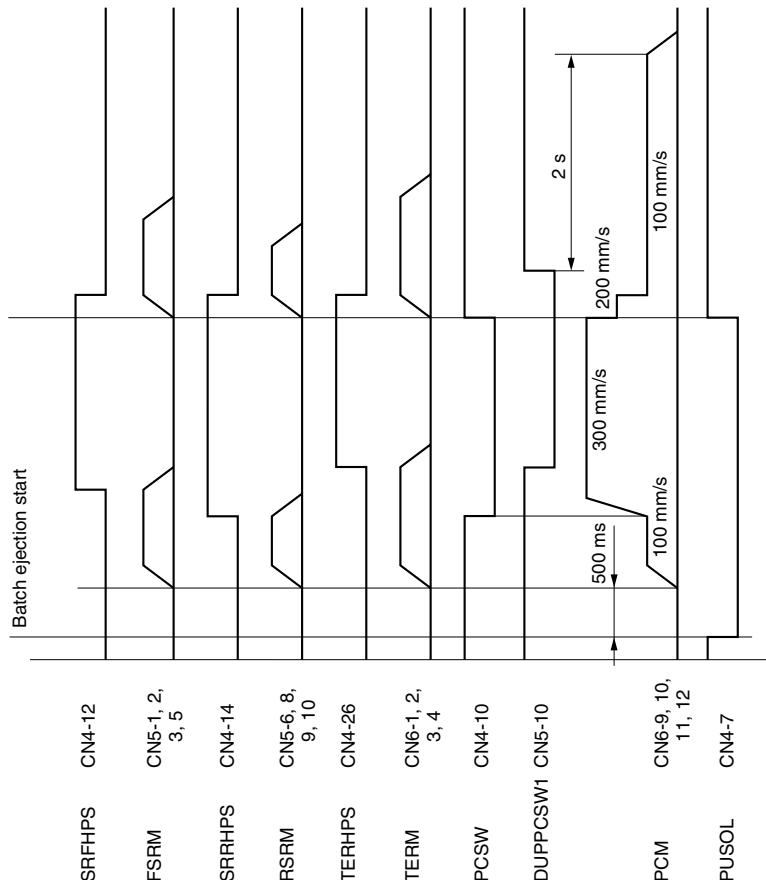 Batch ejection start
SRFHPS CN4-12
FSRM CN5-1, 2,
3, 5
SRRHPS CN4-14
RSRM CN5-6, 8,
9, 10
TERHPS CN4-26
TERM CN6-1, 2,
3, 4
PCSW CN4-10
DUPPCSW1 CN5-10
2 s
500 ms
100 mm/s
300 mm/s
200 mm/s
100 mm/s
PCM CN6-9, 10,
11, 12
PUSOL CN4-7